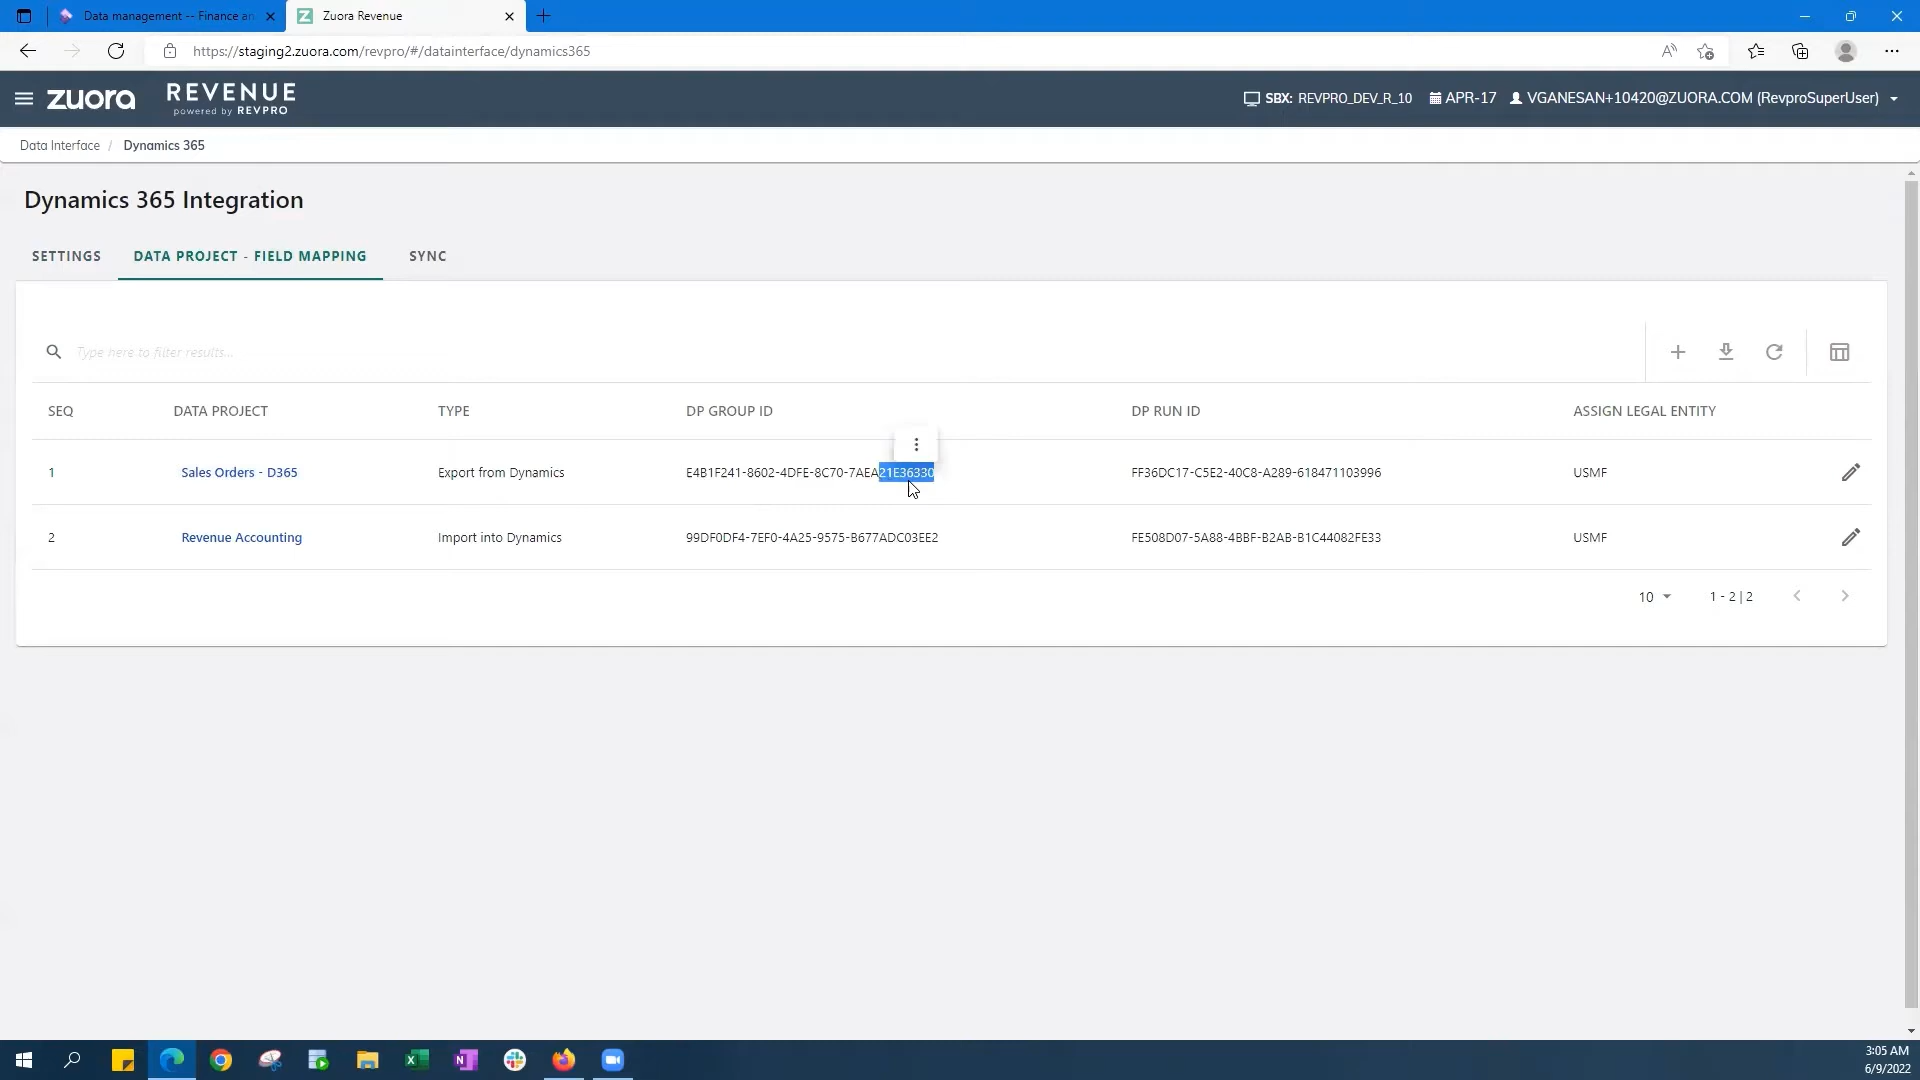 Data management -- Finance an
Zuora Revenue
https://staging2.zuora.com/revpro/#/datainterface/dynamics365
zuora REVENUE powered by REVPRO
SBX: REVPRO_DEV_R_10 APR-17 VGANESAN+10420@ZUORA.COM (RevproSuperUser)
Data Interface / Dynamics 365
Dynamics 365 Integration
SETTINGS DATA PROJECT - FIELD MAPPING SYNC
Type here to filter results...
SEQ DATA PROJECT TYPE DP GROUP ID DP RUN ID ASSIGN LEGAL ENTITY
1 Sales Orders - D365 Export from Dynamics E4B1F241-8602-4DFE-8C70-7AEA21E36330 FF36DC17-C5E2-40C8-A289-618471103996 USMF
2 Revenue Accounting Import into Dynamics 99DF0DF4-7EF0-4A25-9575-B677ADC03EE2 FE508D07-5A88-4BBF-B2AB-B1C44082FE33 USMF
10 1 - 2 | 2
3:05 AM
6/9/2022